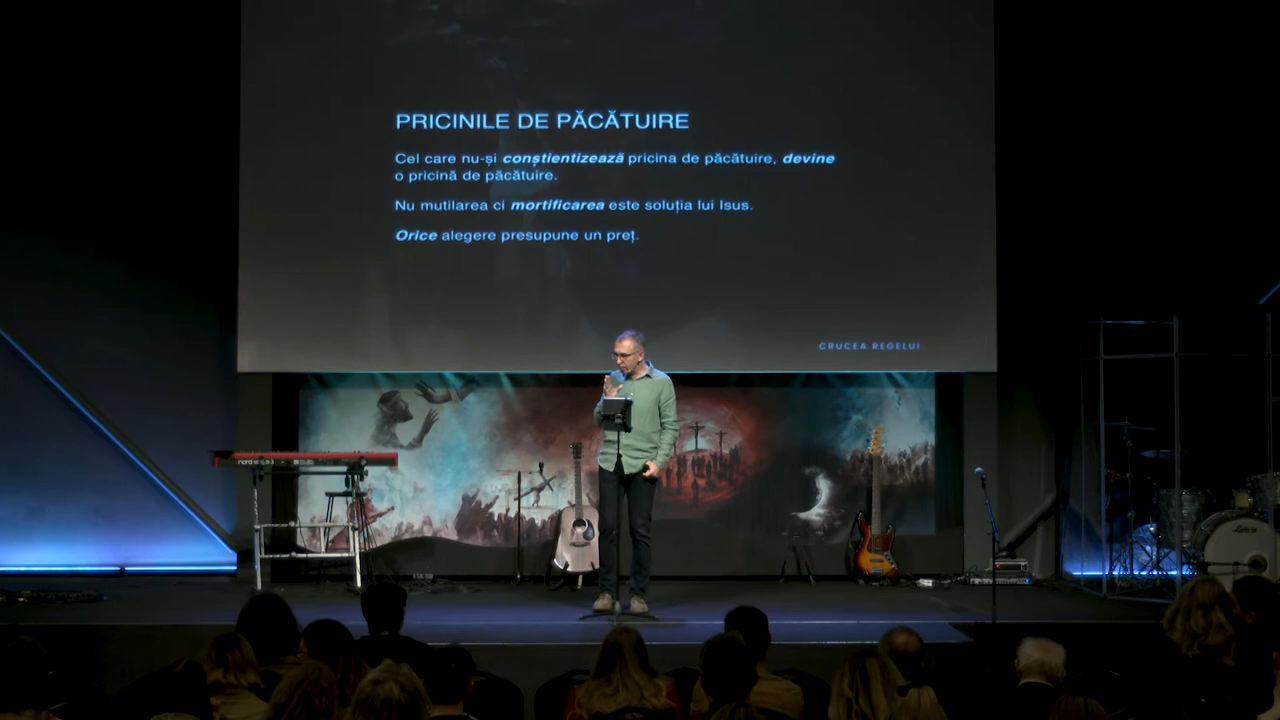 PRICINILE DE PĂCĂTUIRE
Cel care nu-și conștientizează pricina de păcătuire, devine
o pricină de păcătuire.
Nu mutilarea ci mortificarea este soluția lui Isus.
Orice alegere presupune un preț.
CRUCEA REGELUI
nord